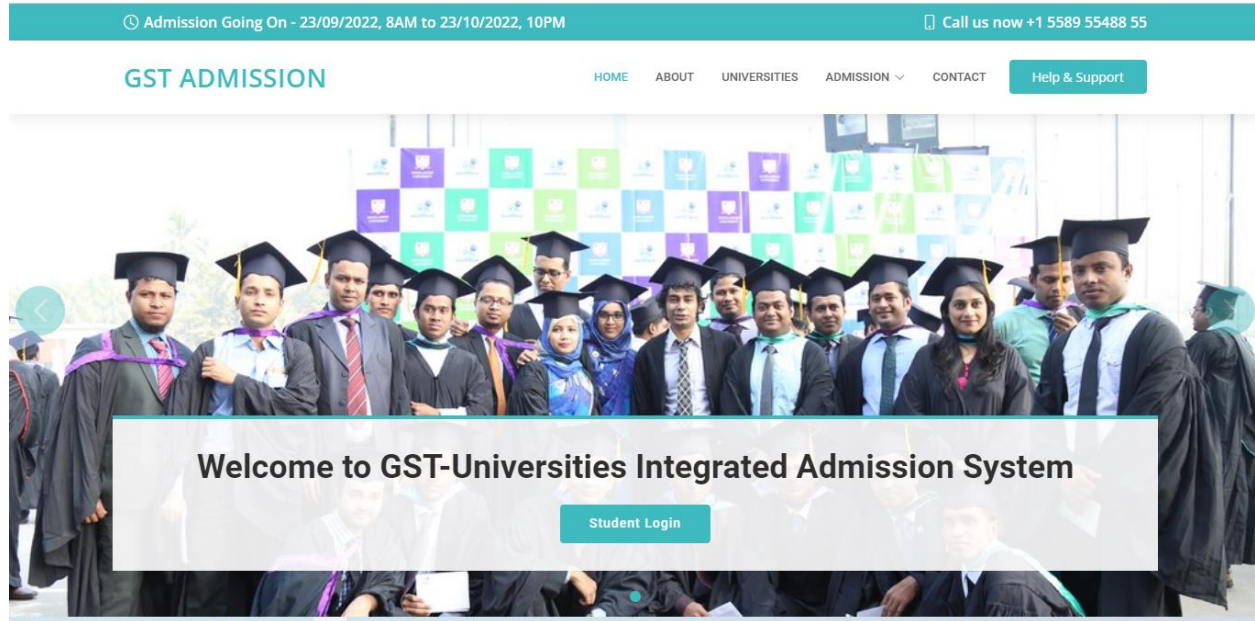 Admission Going On - 23/09/2022, 8AM to 23/10/2022, 10PM
Call us now +1 5589 55488 55
GST ADMISSION
HOME ABOUT UNIVERSITIES ADMISSION CONTACT Help & Support
Welcome to GST-Universities Integrated Admission System
Student Login